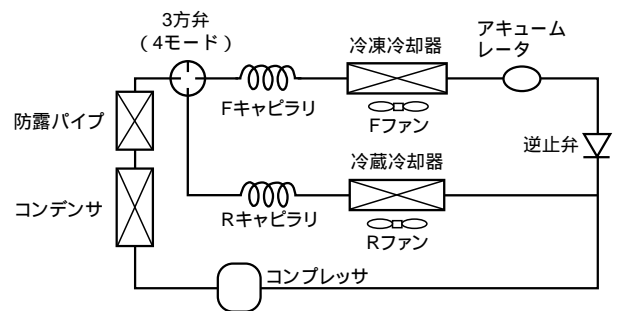 3方弁
（4モード）
アキューム
レータ
冷凍冷却器
Fキャピラリ
Fファン
防露パイプ
逆止弁
冷蔵冷却器
コンデンサ
Rキャピラリ
Rファン
コンプレッサ